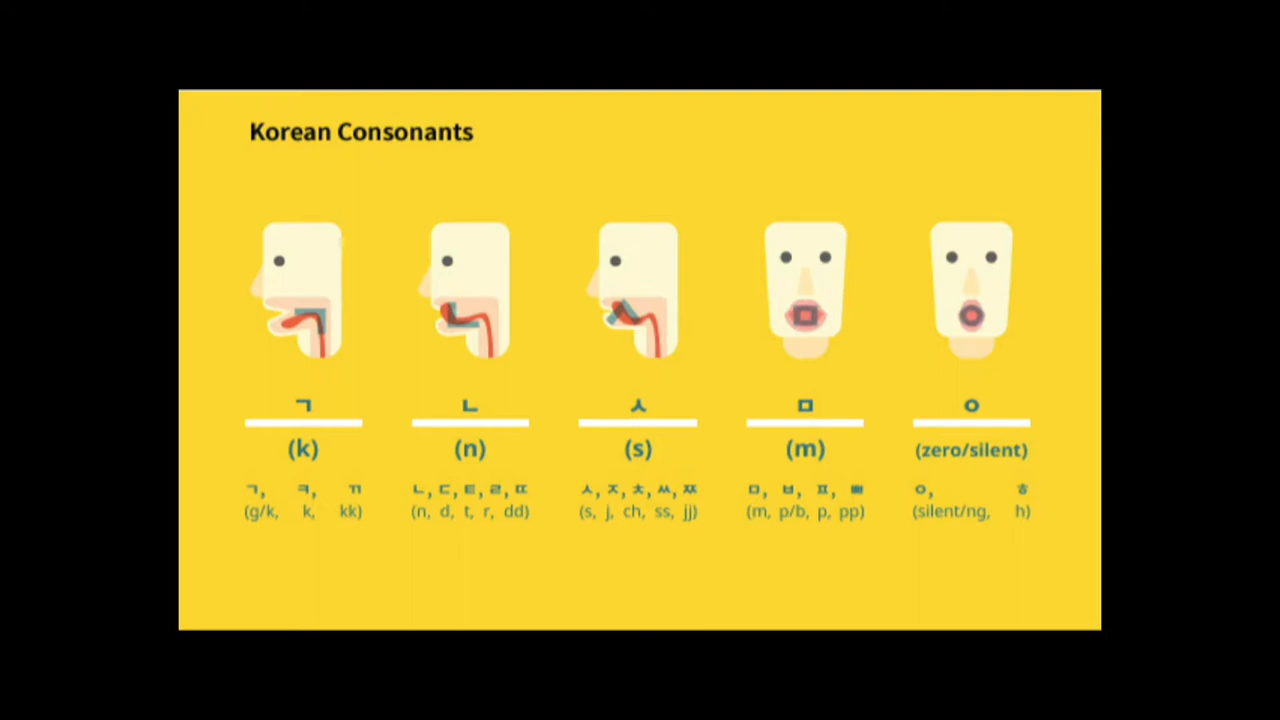 Korean Consonants
ㄱ ㄴ ㅅ ㅁ ㅇ
(k) (n) (s) (m) (zero/silent)
ㄱ, ㅋ, ㄲ ㄴ, ㄷ, ㅌ, ㄹ, ㄸ ㅅ, ㅈ, ㅊ, ㅆ, ㅉ ㅁ, ㅂ, ㅍ, ㅃ ㅇ, ㅎ
(g/k, k, kk) (n, d, t, r, dd) (s, j, ch, ss, jj) (m, p/b, p, pp) (silent/ng, h)